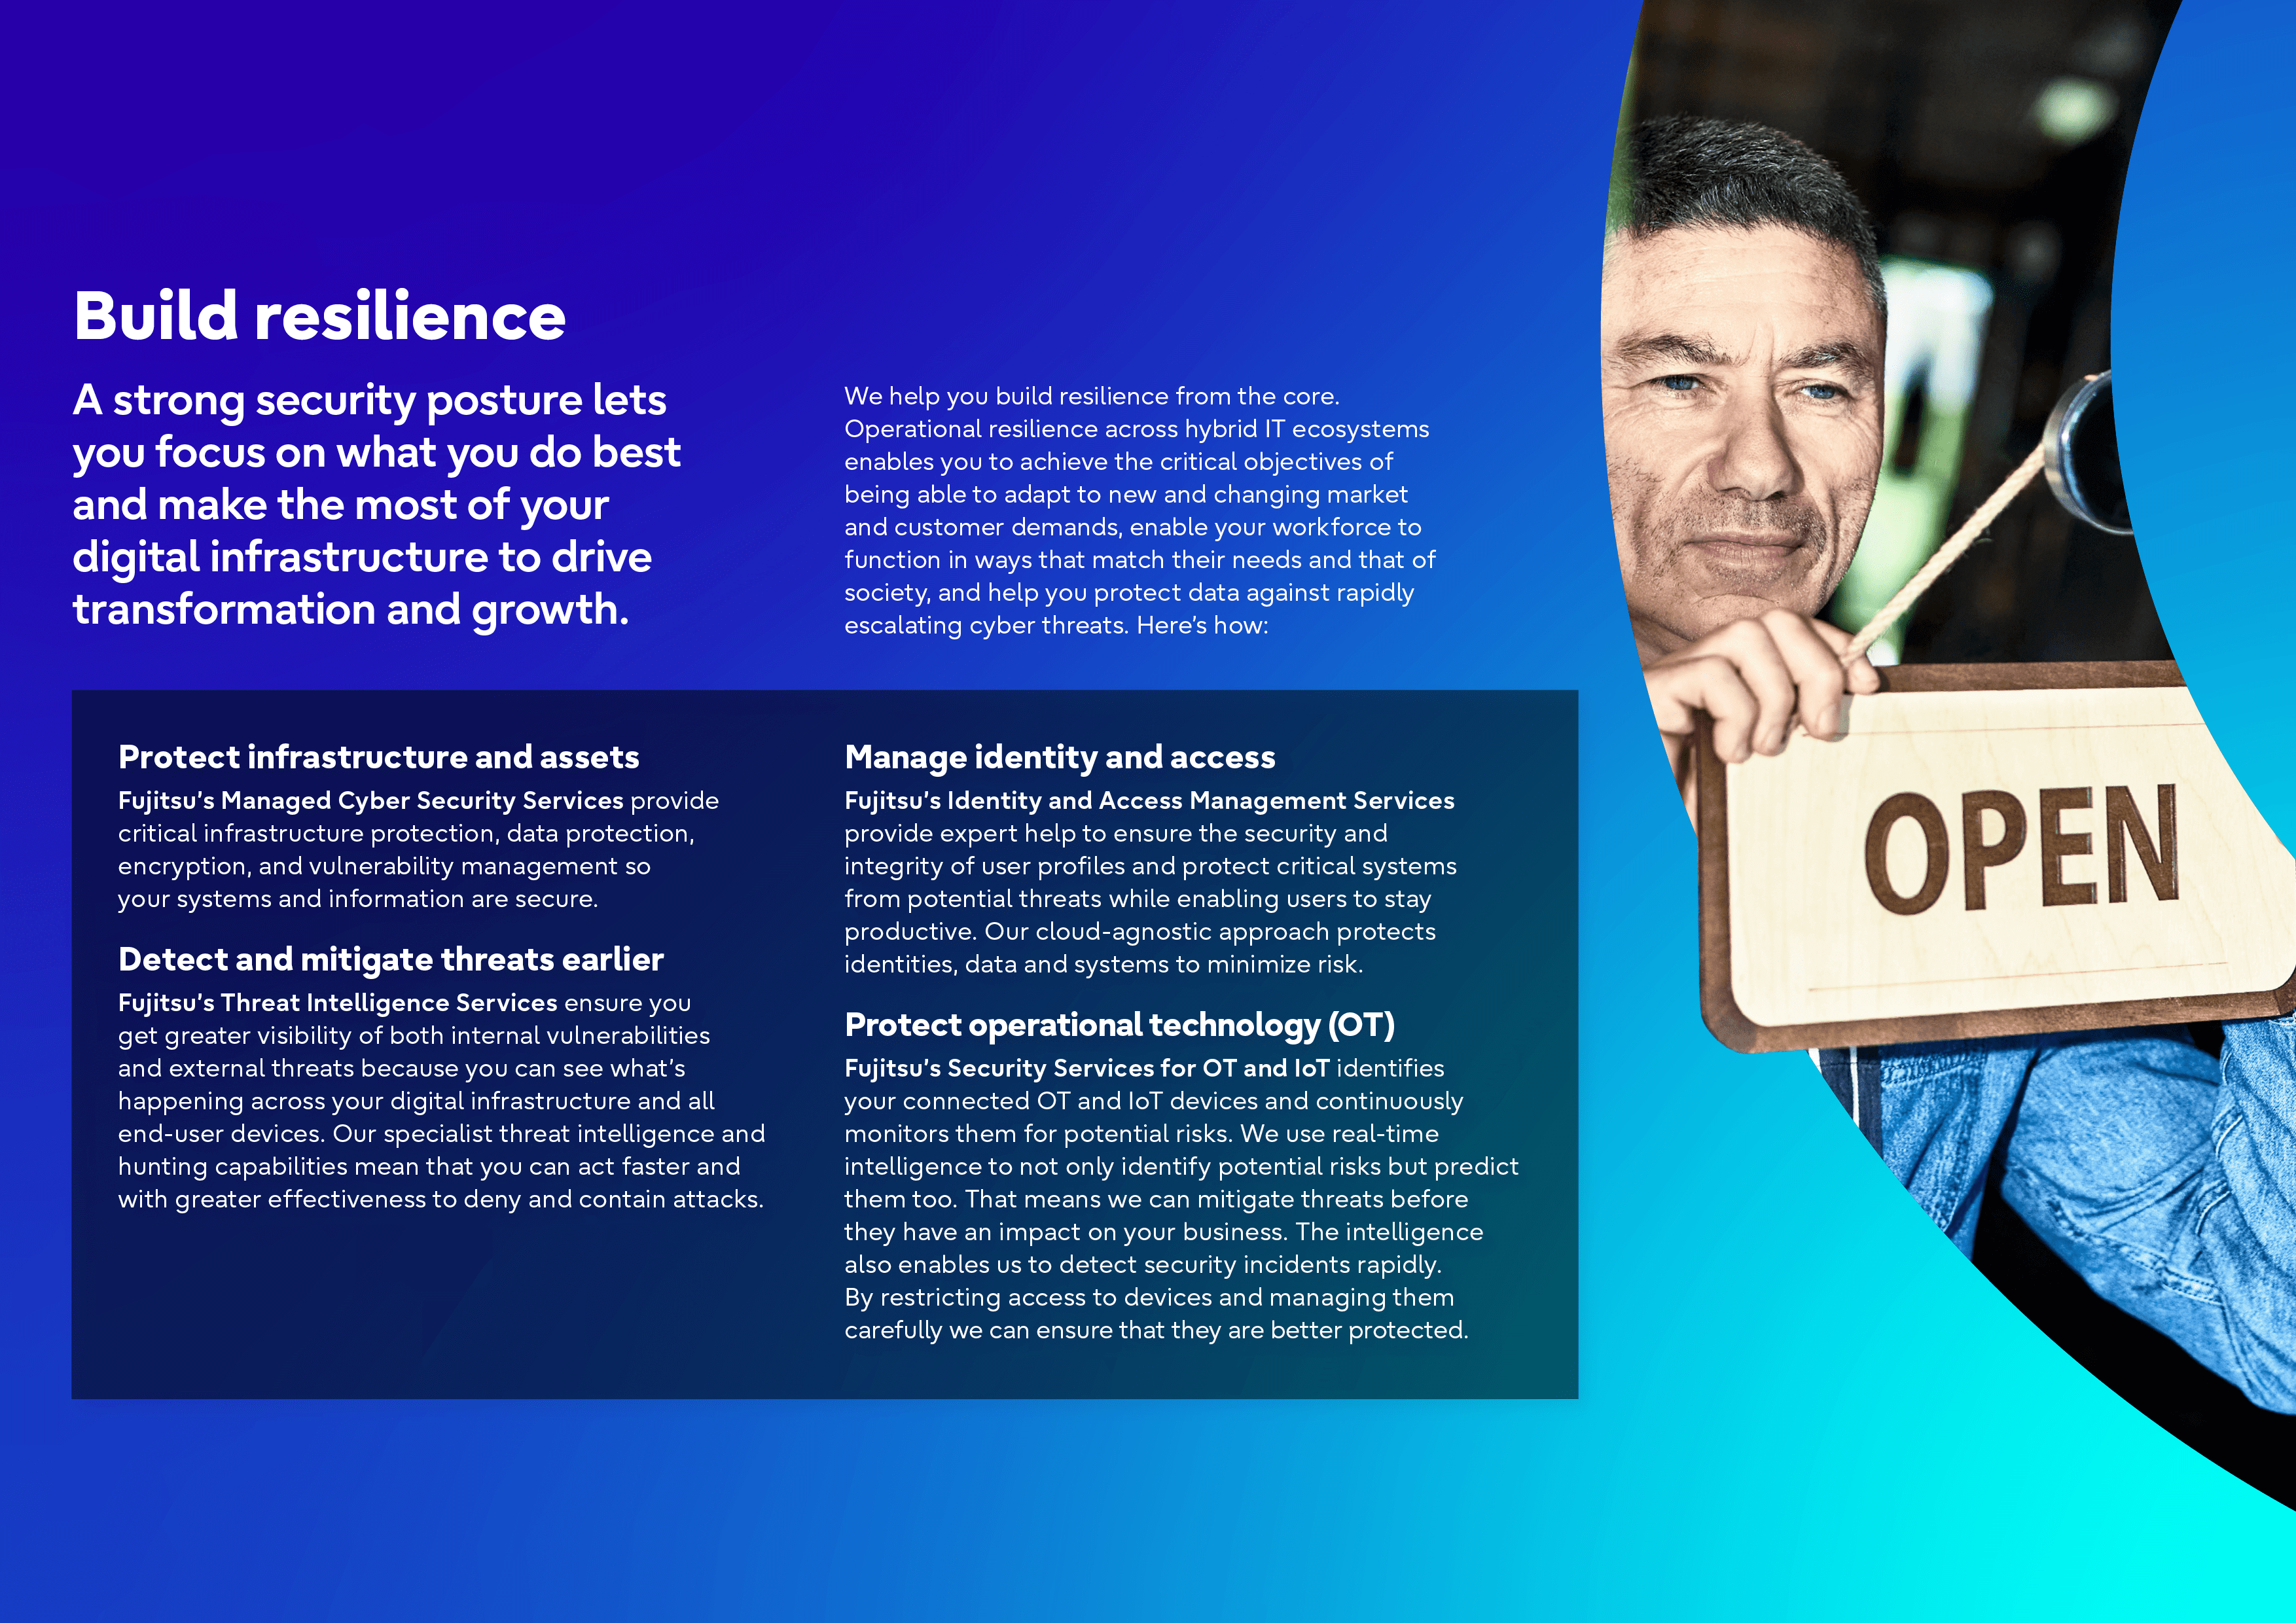 Build resilience
A strong security posture lets
you focus on what you do best
and make the most of your
digital infrastructure to drive
transformation and growth.
We help you build resilience from the core.
Operational resilience across hybrid IT ecosystems
enables you to achieve the critical objectives of
being able to adapt to new and changing market
and customer demands, enable your workforce to
function in ways that match their needs and that of
society, and help you protect data against rapidly
escalating cyber threats. Here’s how:
Protect infrastructure and assets
Fujitsu’s Managed Cyber Security Services provide
critical infrastructure protection, data protection,
encryption, and vulnerability management so
your systems and information are secure.
Detect and mitigate threats earlier
Fujitsu’s Threat Intelligence Services ensure you
get greater visibility of both internal vulnerabilities
and external threats because you can see what’s
happening across your digital infrastructure and all
end-user devices. Our specialist threat intelligence and
hunting capabilities mean that you can act faster and
with greater effectiveness to deny and contain attacks.
Manage identity and access
Fujitsu’s Identity and Access Management Services
provide expert help to ensure the security and
integrity of user profiles and protect critical systems
from potential threats while enabling users to stay
productive. Our cloud-agnostic approach protects
identities, data and systems to minimize risk.
Protect operational technology (OT)
Fujitsu’s Security Services for OT and IoT identifies
your connected OT and IoT devices and continuously
monitors them for potential risks. We use real-time
intelligence to not only identify potential risks but predict
them too. That means we can mitigate threats before
they have an impact on your business. The intelligence
also enables us to detect security incidents rapidly.
By restricting access to devices and managing them
carefully we can ensure that they are better protected.
OPEN